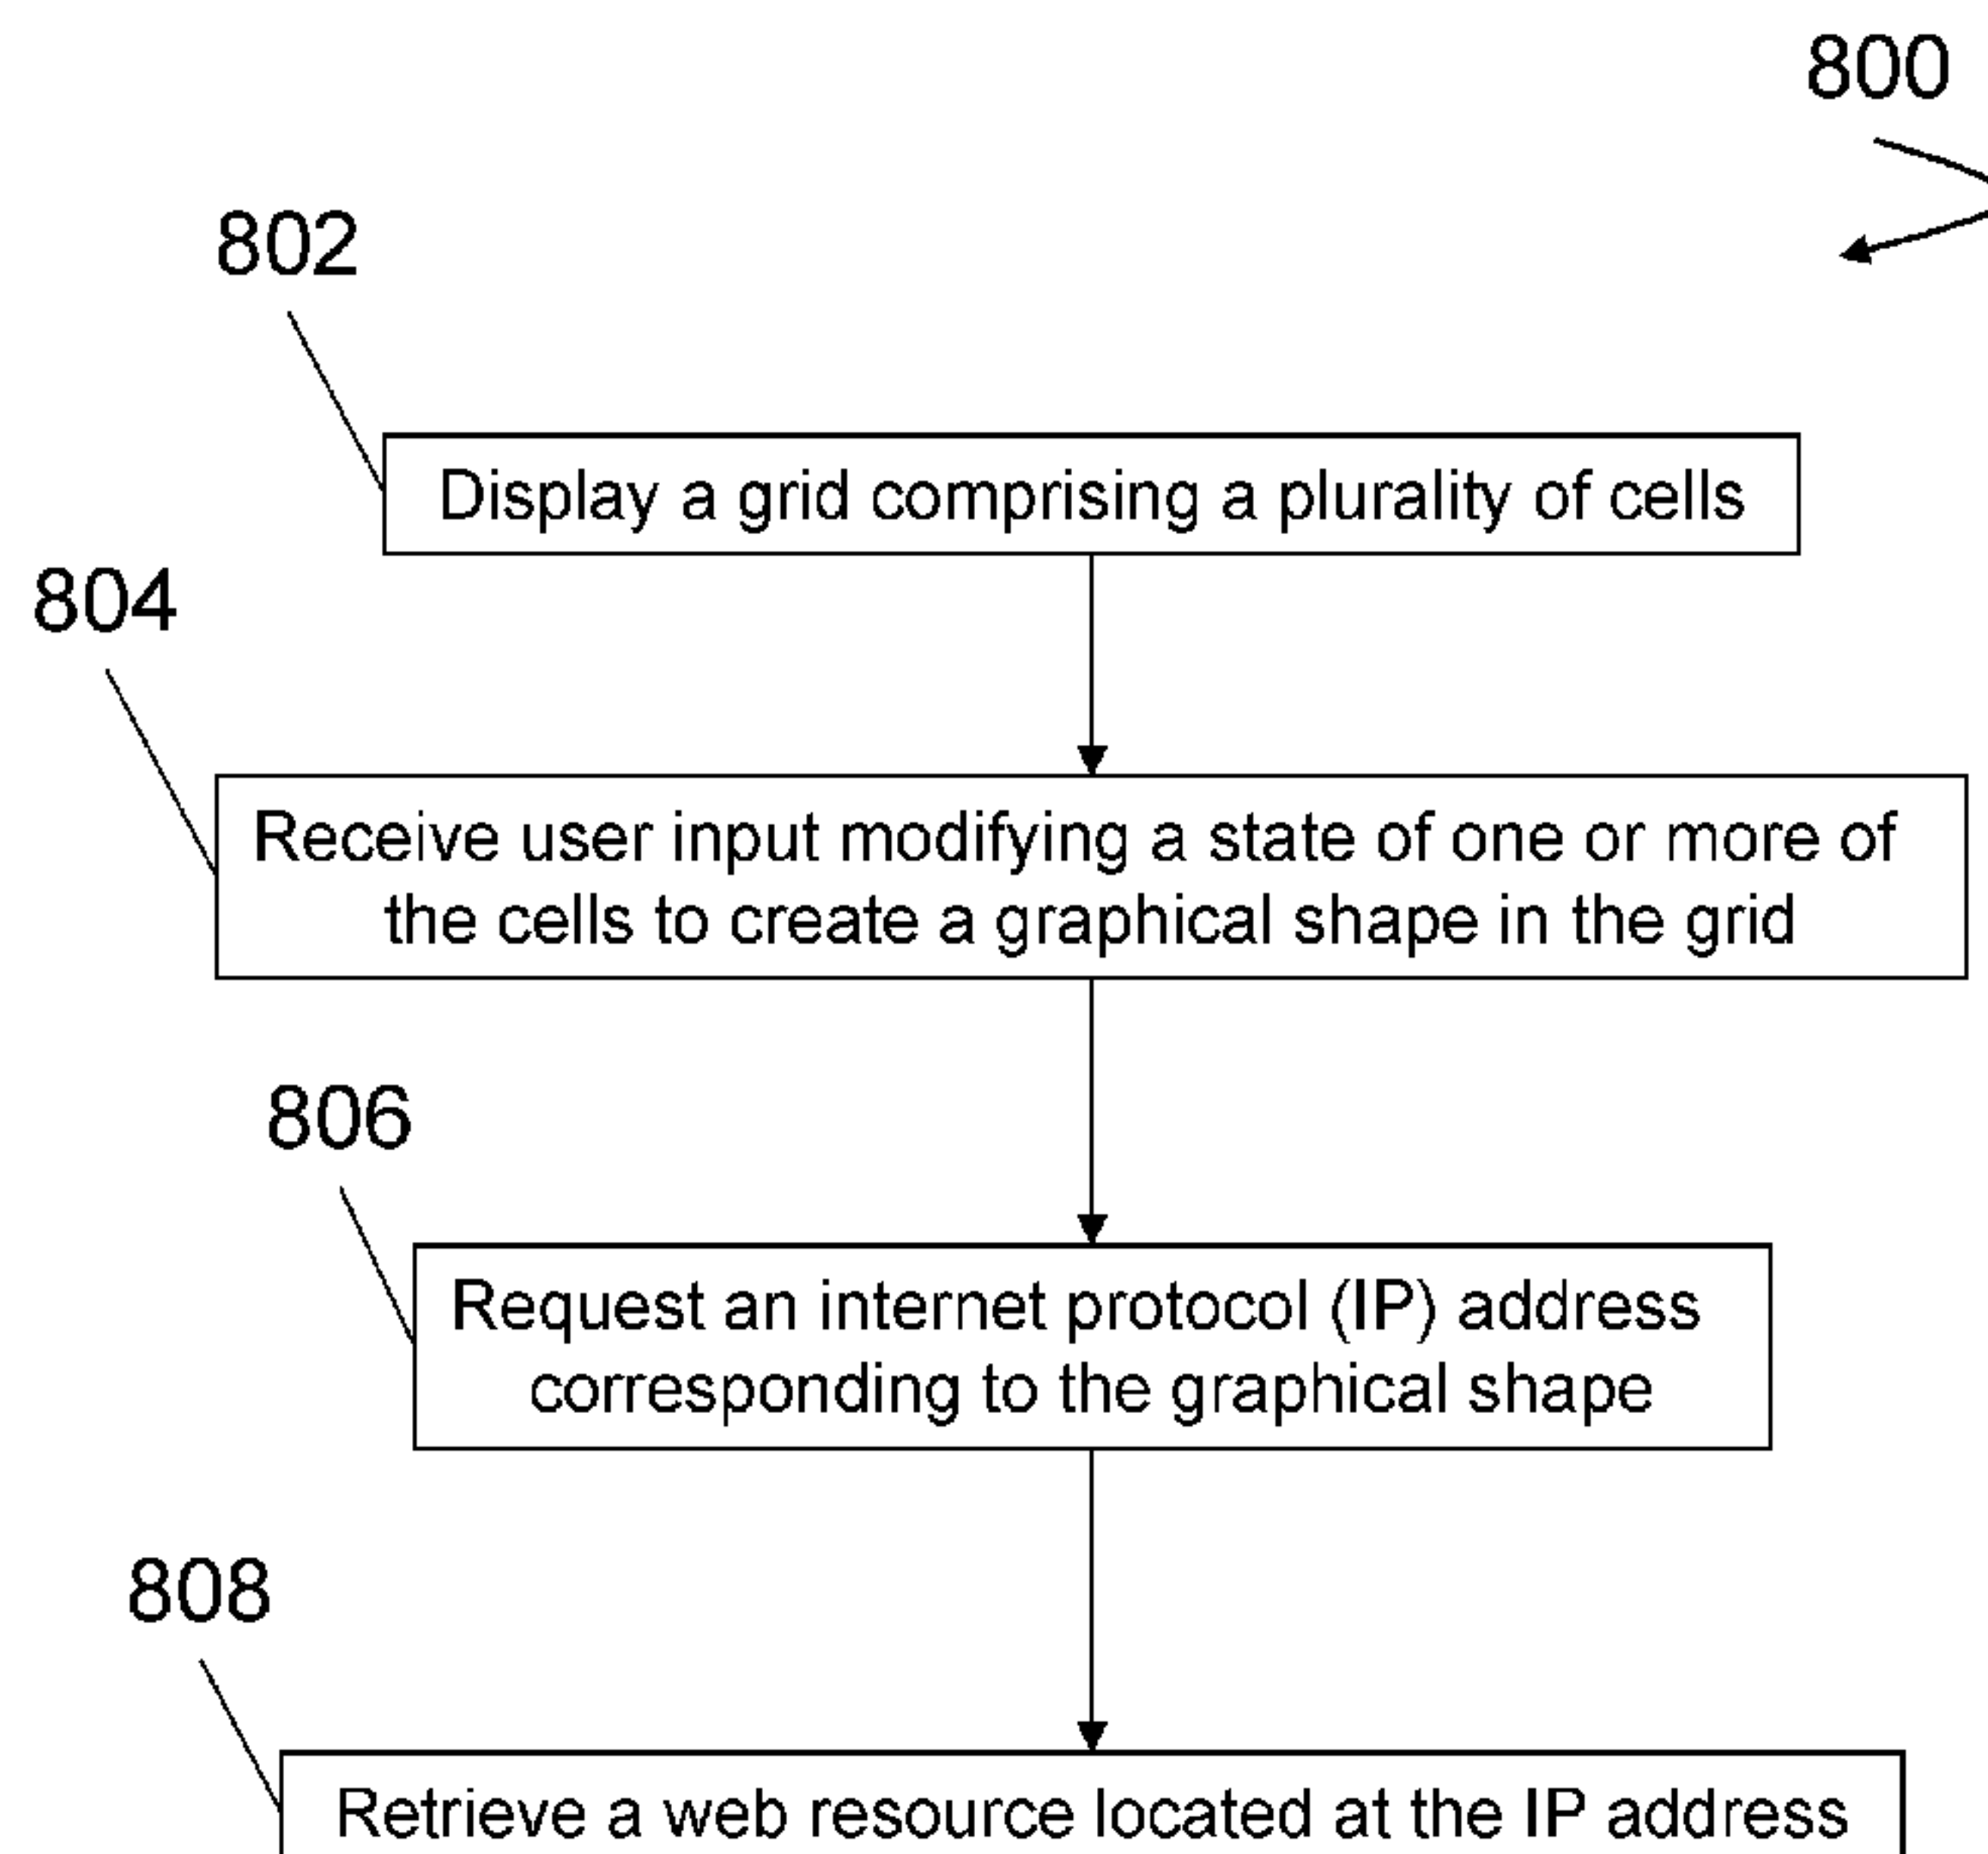 800
802
Display a grid comprising a plurality of cells
804
Receive user input modifying a state of one or more of
the cells to create a graphical shape in the grid
806
Request an internet protocol (IP) address
corresponding to the graphical shape
808
Retrieve a web resource located at the IP address